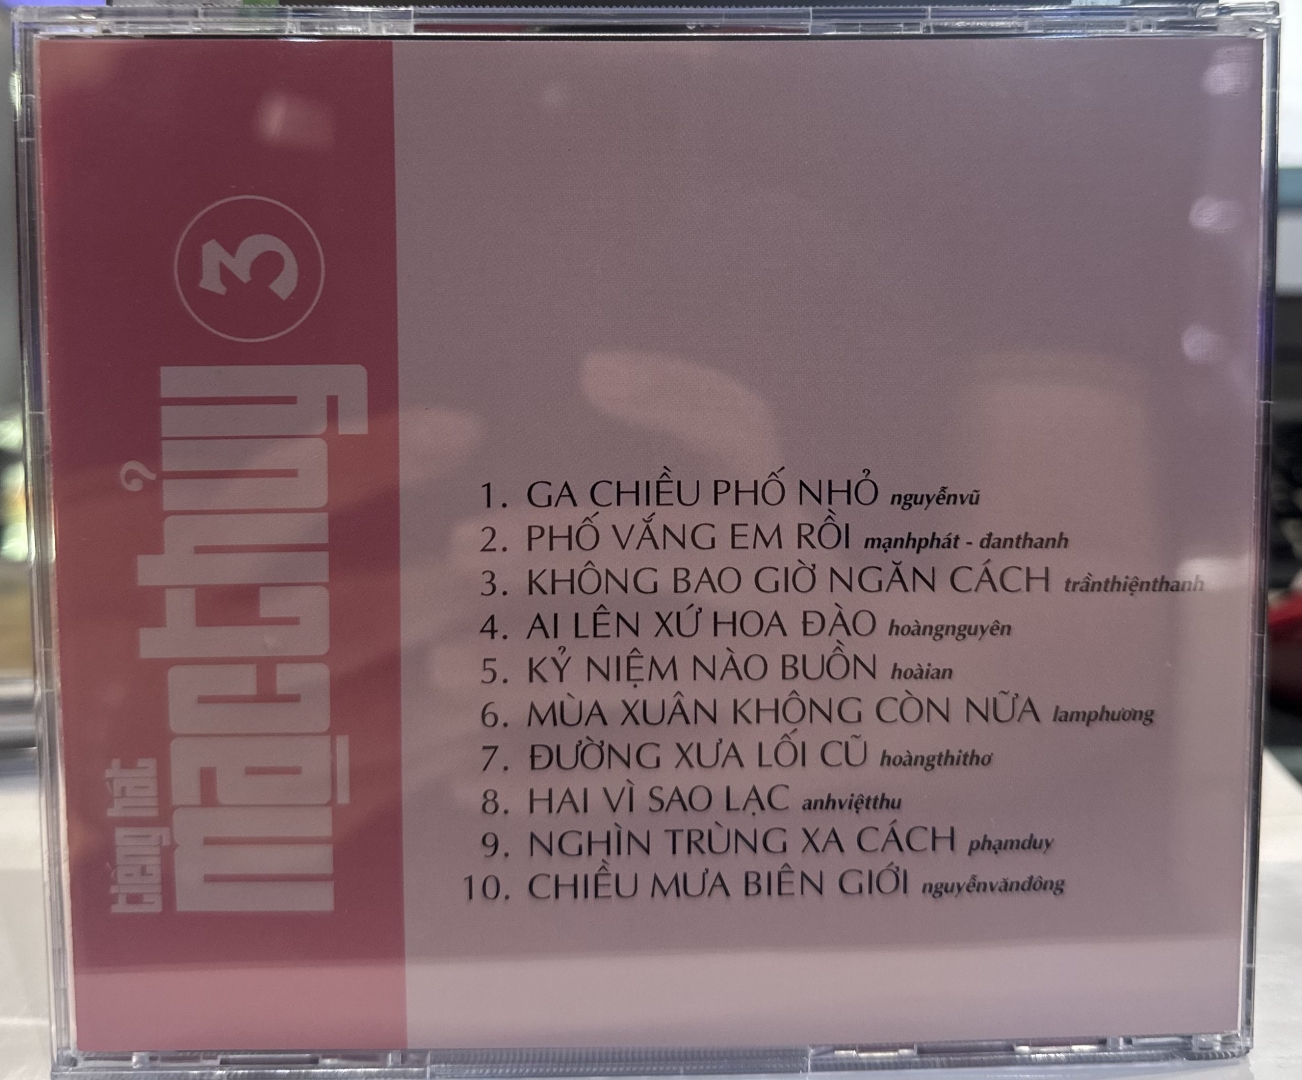 tiếng hát
mạcthủy 3
1. GA CHIỀU PHỐ NHỎ nguyễnvũ
2. PHỐ VẮNG EM RỒI mạnhphát - đanthanh
3. KHÔNG BAO GIỜ NGĂN CÁCH trầnthiệnthanh
4. AI LÊN XỨ HOA ĐÀO hoàngnguyên
5. KỶ NIỆM NÀO BUỒN hoàian
6. MÙA XUÂN KHÔNG CÒN NỮA lamphương
7. ĐƯỜNG XƯA LỐI CŨ hoàngthithơ
8. HAI VÌ SAO LẠC anhviệtthu
9. NGHÌN TRÙNG XA CÁCH phạmduy
10. CHIỀU MƯA BIÊN GIỚI nguyễnvănđông